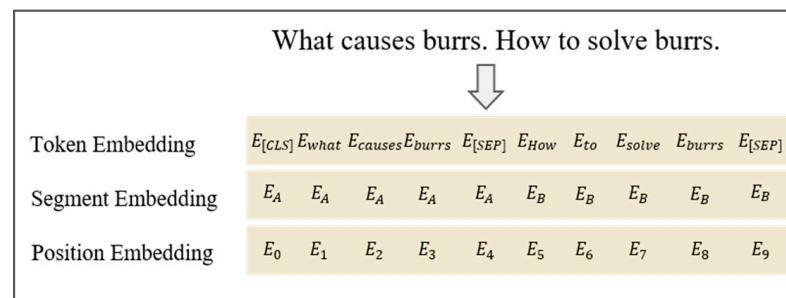 What causes burrs. How to solve burrs.
Token Embedding E[CLS] Ewhat Ecauses Eburrs E[SEP] EHow Eto Esolve Eburrs E[SEP]
Segment Embedding EA EA EA EA EA EB EB EB EB EB
Position Embedding E0 E1 E2 E3 E4 E5 E6 E7 E8 E9